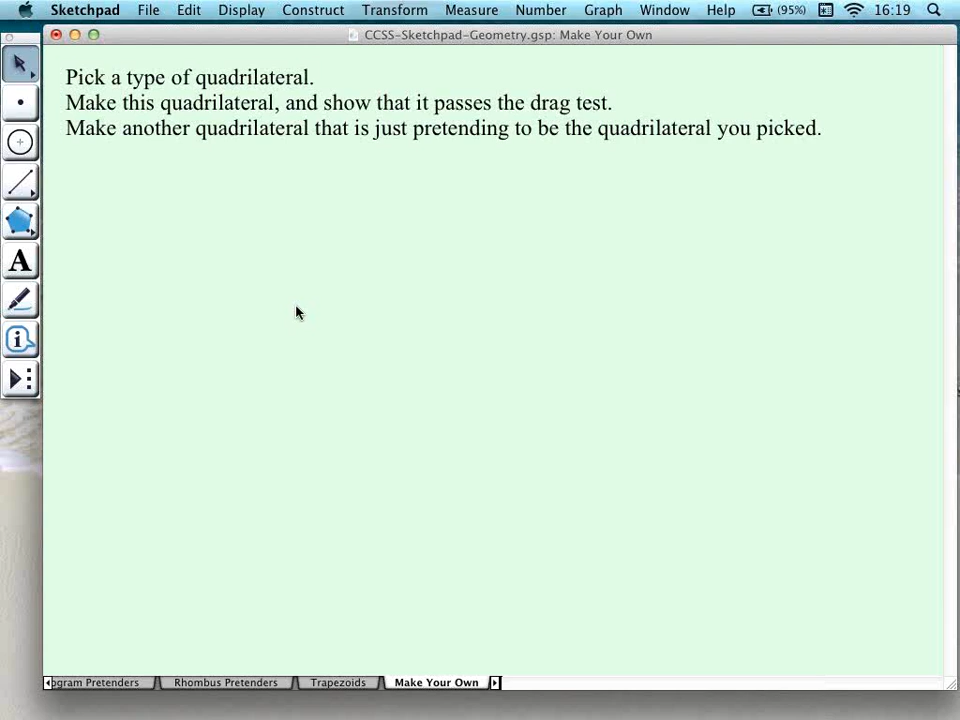 Sketchpad File Edit Display Construct Transform Measure Number Graph Window Help (95%) 16:19
CCSS-Sketchpad-Geometry.gsp: Make Your Own
Pick a type of quadrilateral.
Make this quadrilateral, and show that it passes the drag test.
Make another quadrilateral that is just pretending to be the quadrilateral you picked.
A
i
ogram Pretenders Rhombus Pretenders Trapezoids Make Your Own